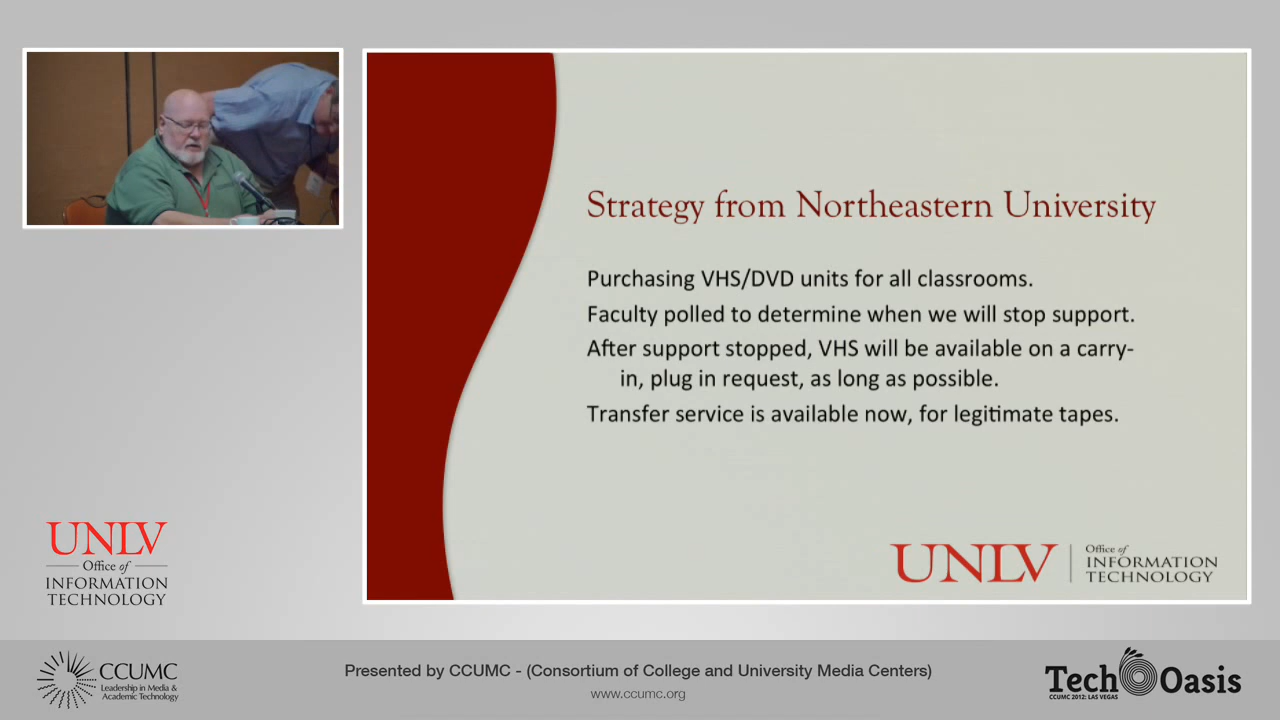 Strategy from Northeastern University
Purchasing VHS/DVD units for all classrooms.
Faculty polled to determine when we will stop support.
After support stopped, VHS will be available on a carry-
in, plug in request, as long as possible.
Transfer service is available now, for legitimate tapes.
UNLV
Office of
INFORMATION
TECHNOLOGY
UNLV
Office of
INFORMATION
TECHNOLOGY
CCUMC
Leadership in Media &
Academic Technology
Presented by CCUMC - (Consortium of College and University Media Centers)
www.ccumc.org
Tech Oasis
CCUMC 2012: LAS VEGAS